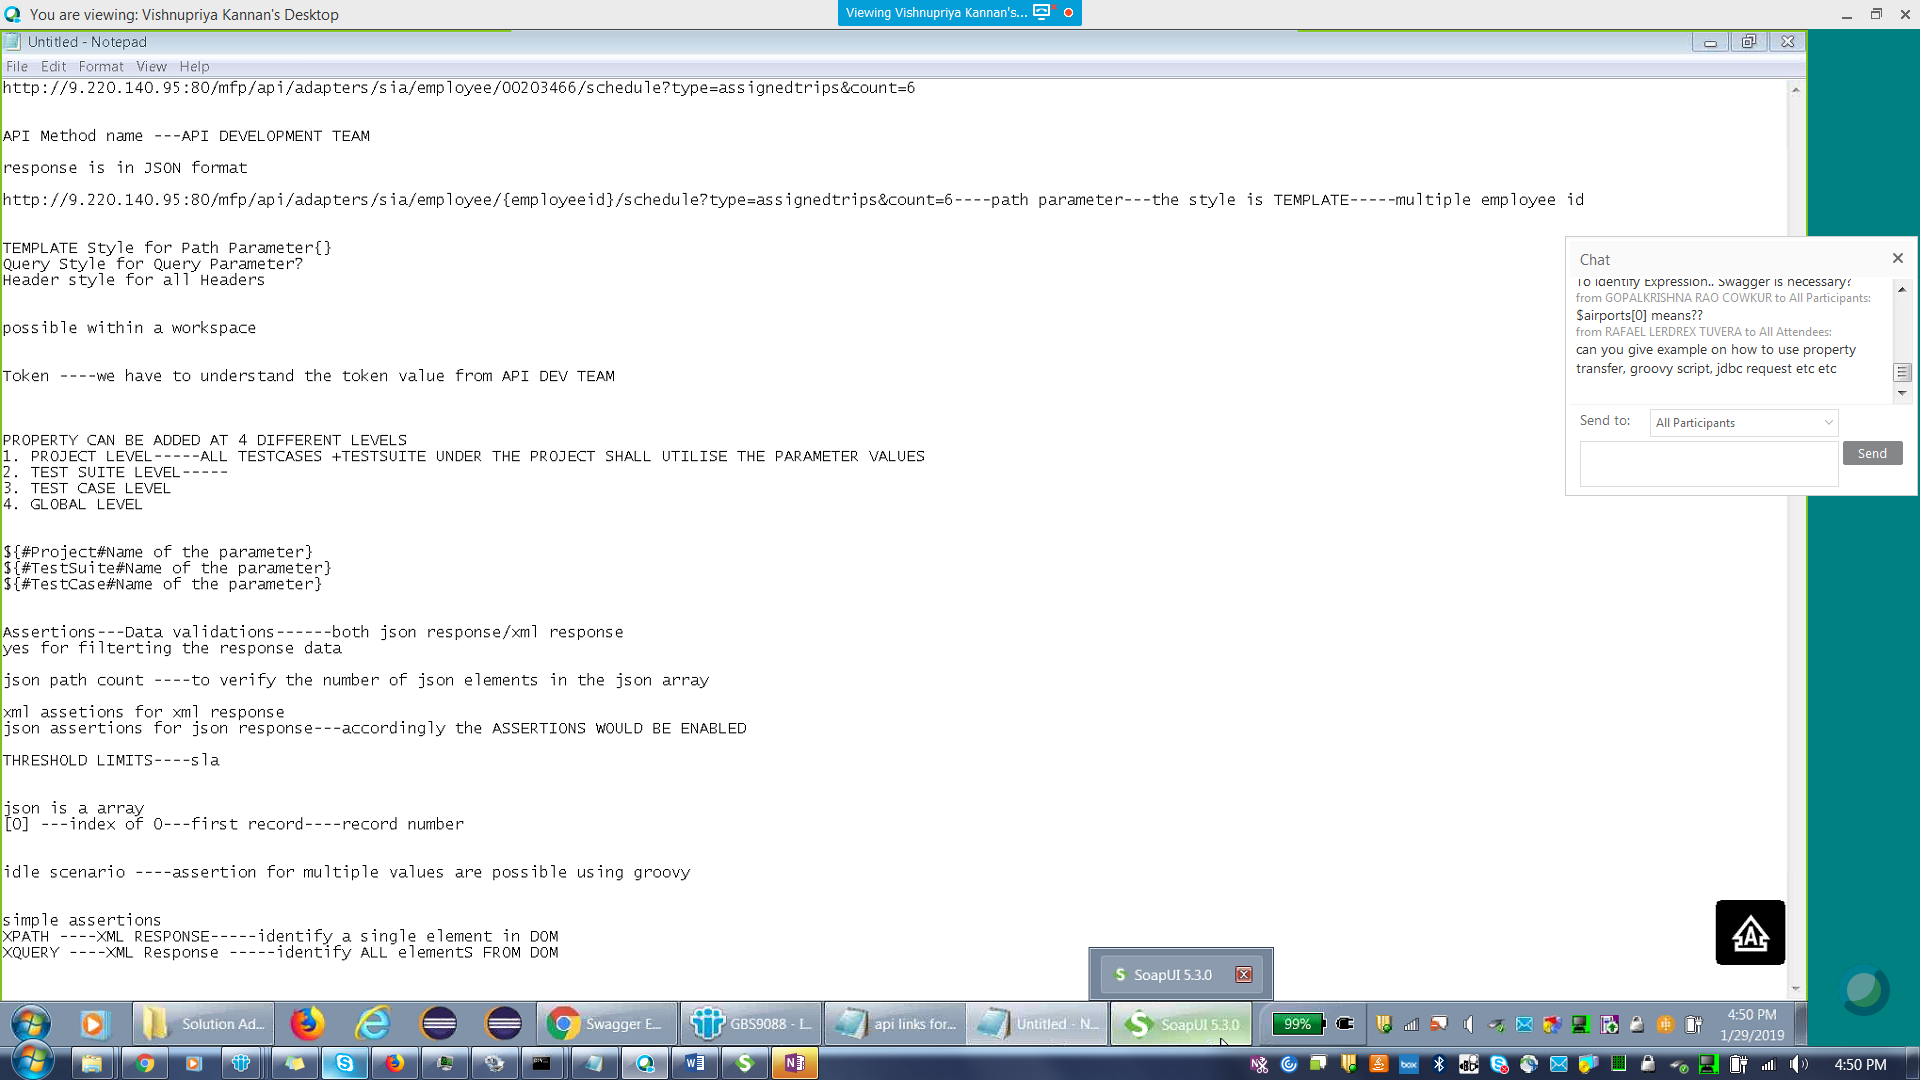 You are viewing: Vishnupriya Kannan's Desktop
Viewing Vishnupriya Kannan's...
Untitled - Notepad
File Edit Format View Help
http://9.220.140.95:80/mfp/api/adapters/sia/employee/00203466/schedule?type=assignedtrips&count=6
API Method name ---API DEVELOPMENT TEAM
response is in JSON format
http://9.220.140.95:80/mfp/api/adapters/sia/employee/{employeeid}/schedule?type=assignedtrips&count=6----path parameter---the style is TEMPLATE-----multiple employee id
TEMPLATE Style for Path Parameter{}
Query Style for Query Parameter?
Header style for all Headers
possible within a workspace
Token ----we have to understand the token value from API DEV TEAM
PROPERTY CAN BE ADDED AT 4 DIFFERENT LEVELS
1. PROJECT LEVEL-----ALL TESTCASES +TESTSUITE UNDER THE PROJECT SHALL UTILISE THE PARAMETER VALUES
2. TEST SUITE LEVEL-----
3. TEST CASE LEVEL
4. GLOBAL LEVEL
${#Project#Name of the parameter}
${#TestSuite#Name of the parameter}
${#TestCase#Name of the parameter}
Assertions---Data validations------both json response/xml response
yes for filterting the response data
json path count ----to verify the number of json elements in the json array
xml assetions for xml response
json assertions for json response---accordingly the ASSERTIONS WOULD BE ENABLED
THRESHOLD LIMITS----sla
json is a array
[0] ---index of 0---first record----record number
idle scenario ----assertion for multiple values are possible using groovy
simple assertions
XPATH ----XML RESPONSE-----identify a single element in DOM
XQUERY ----XML Response -----identify ALL elementS FROM DOM
Chat
To Identify Expression.. Swagger is necessary?
from GOPALKRISHNA RAO COWKUR to All Participants:
$airports[0] means??
from RAFAEL LERDREX TUVERA to All Attendees:
can you give example on how to use property
transfer, groovy script, jdbc request etc etc
Send to:
All Participants
Send
SoapUI 5.3.0
Solution Ad...
Swagger E...
GBS9088 - I...
api links for...
Untitled - N...
SoapUI 5.3.0
99%
4:50 PM
1/29/2019
box
4:50 PM